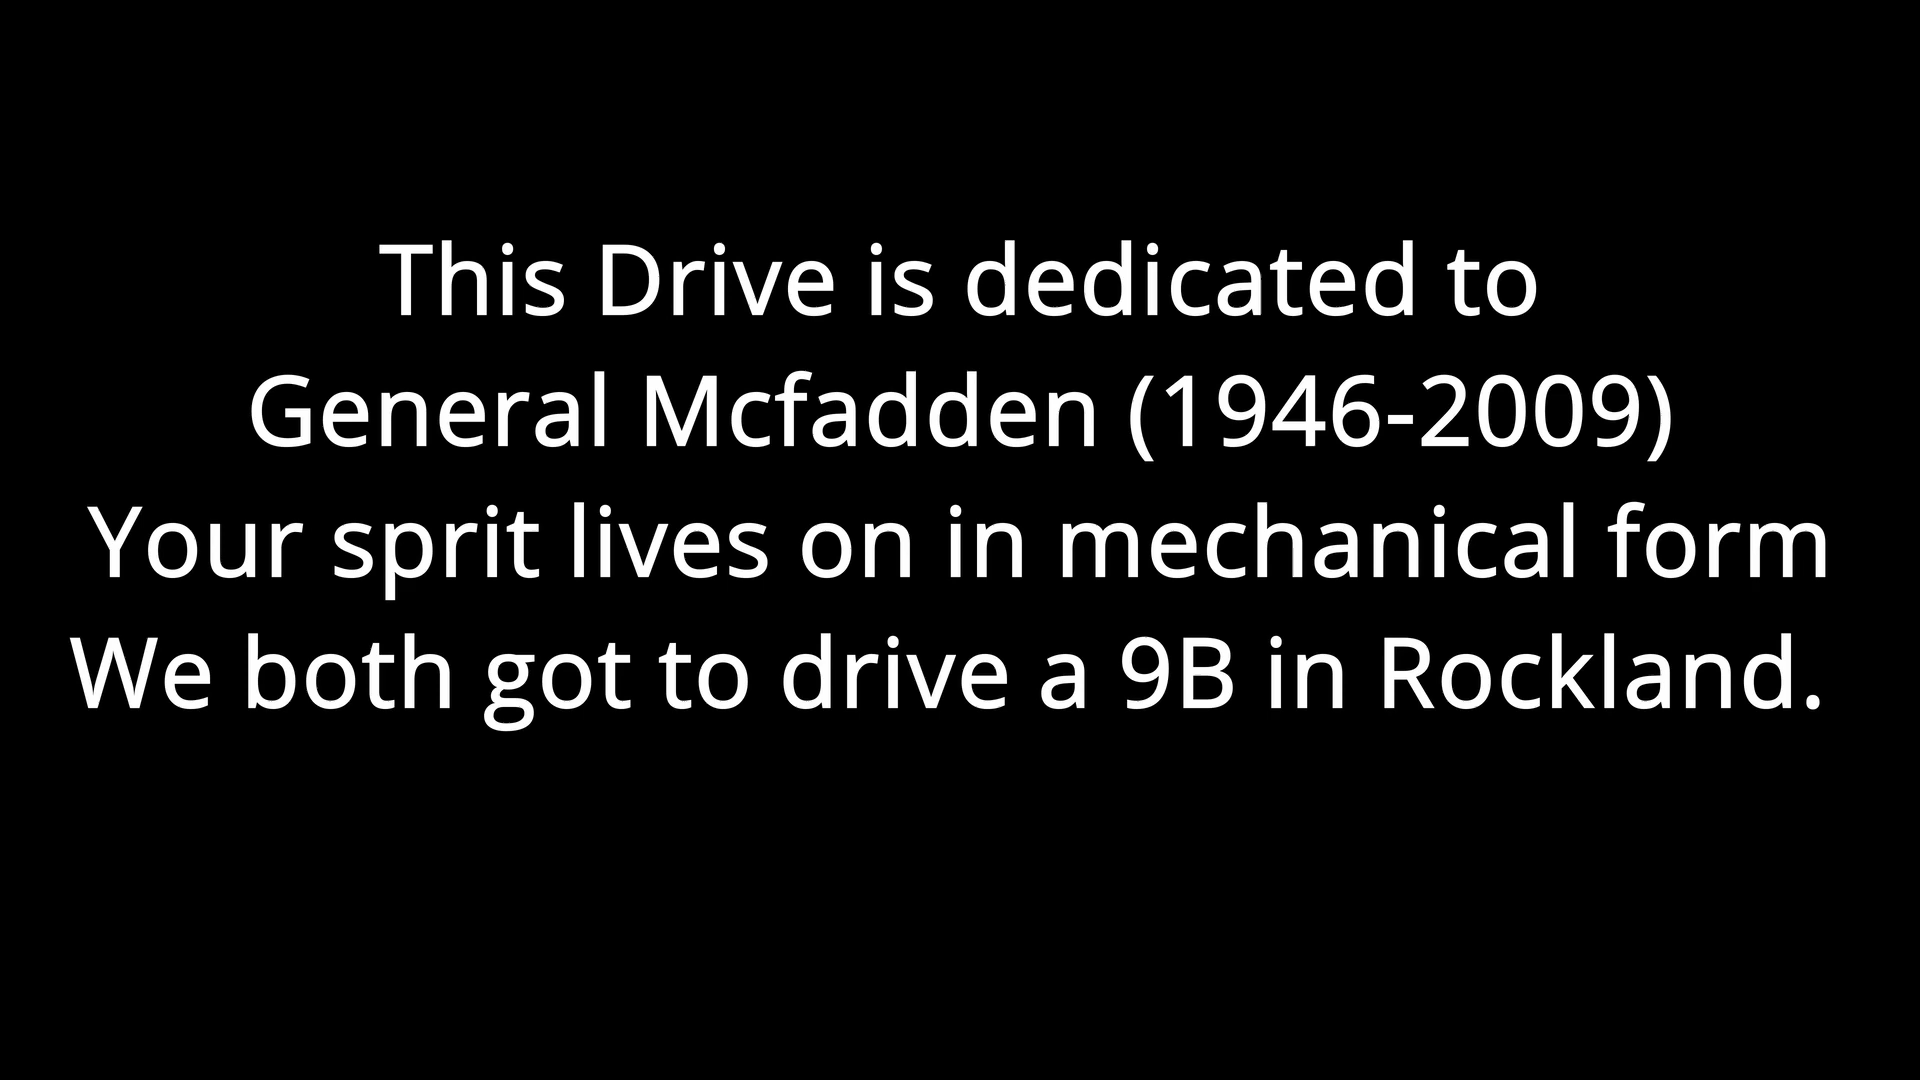 This Drive is dedicated to
General Mcfadden (1946-2009)
Your sprit lives on in mechanical form
We both got to drive a 9B in Rockland.